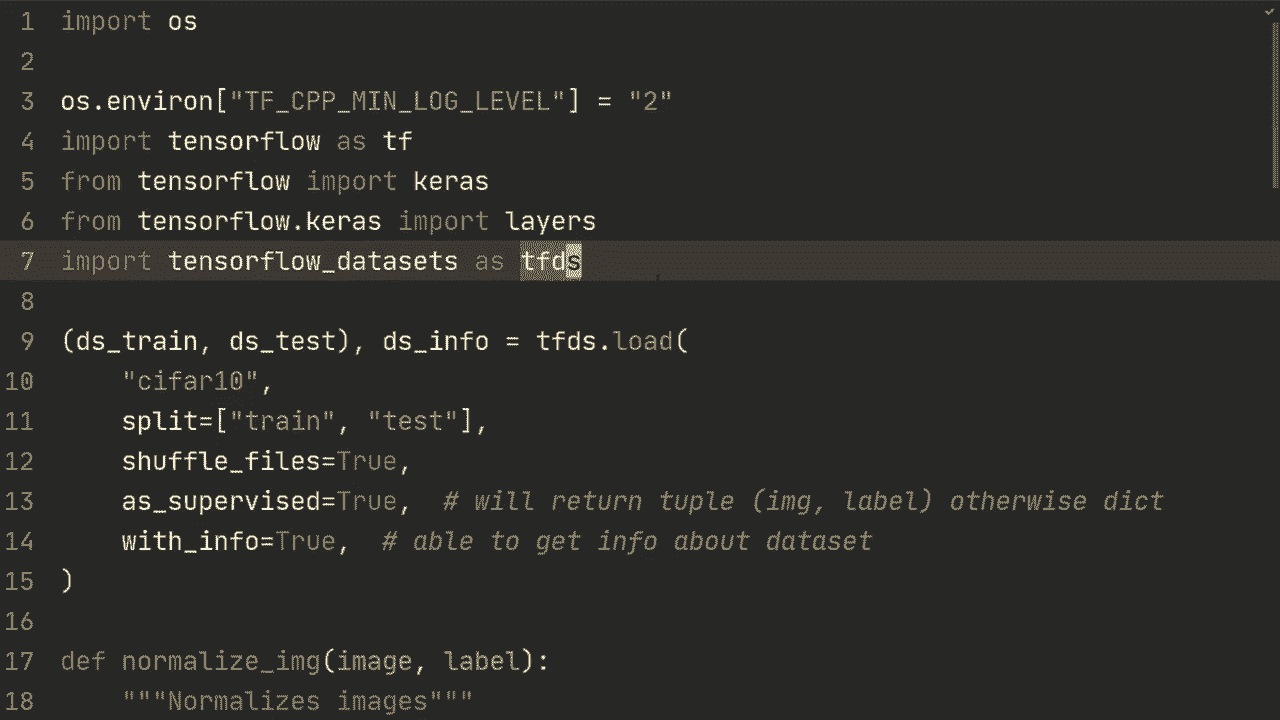 1 import os
2
3 os.environ["TF_CPP_MIN_LOG_LEVEL"] = "2"
4 import tensorflow as tf
5 from tensorflow import keras
6 from tensorflow.keras import layers
7 import tensorflow_datasets as tfds
8
9 (ds_train, ds_test), ds_info = tfds.load(
10     "cifar10",
11     split=["train", "test"],
12     shuffle_files=True,
13     as_supervised=True,  # will return tuple (img, label) otherwise dict
14     with_info=True,  # able to get info about dataset
15 )
16
17 def normalize_img(image, label):
18     """Normalizes images"""